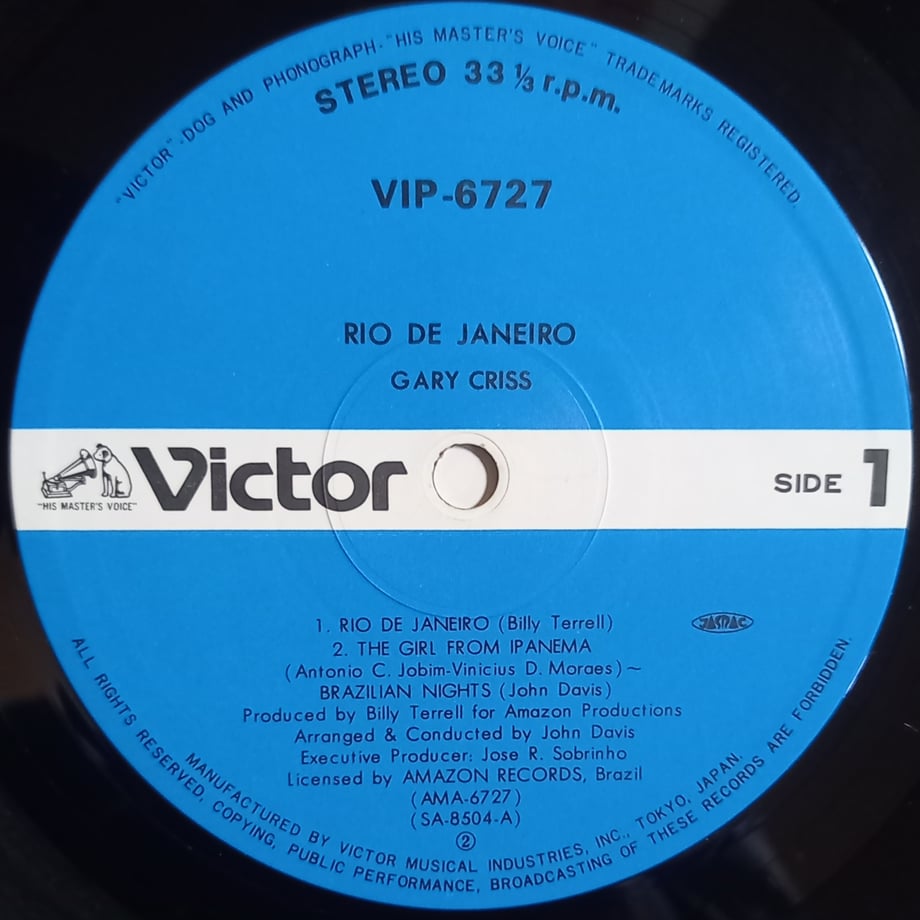 "VICTOR"-DOG AND PHONOGRAPH-"HIS MASTER'S VOICE" TRADEMARKS REGISTERED.
STEREO 33 ⅓ r.p.m.
VIP-6727
RIO DE JANEIRO
GARY CRISS
"HIS MASTER'S VOICE"
Victor
SIDE 1
1. RIO DE JANEIRO (Billy Terrell)
JASRAC
2. THE GIRL FROM IPANEMA
(Antonio C. Jobim-Vinicius D. Moraes)~
BRAZILIAN NIGHTS (John Davis)
Produced by Billy Terrell for Amazon Productions
Arranged & Conducted by John Davis
Executive Producer: Jose R. Sobrinho
Licensed by AMAZON RECORDS, Brazil
(AMA-6727)
(SA-8504-A)
②
MANUFACTURED BY VICTOR MUSICAL INDUSTRIES, INC., TOKYO, JAPAN.
ALL RIGHTS RESERVED, COPYING, PUBLIC PERFORMANCE, BROADCASTING OF THESE RECORDS ARE FORBIDDEN.